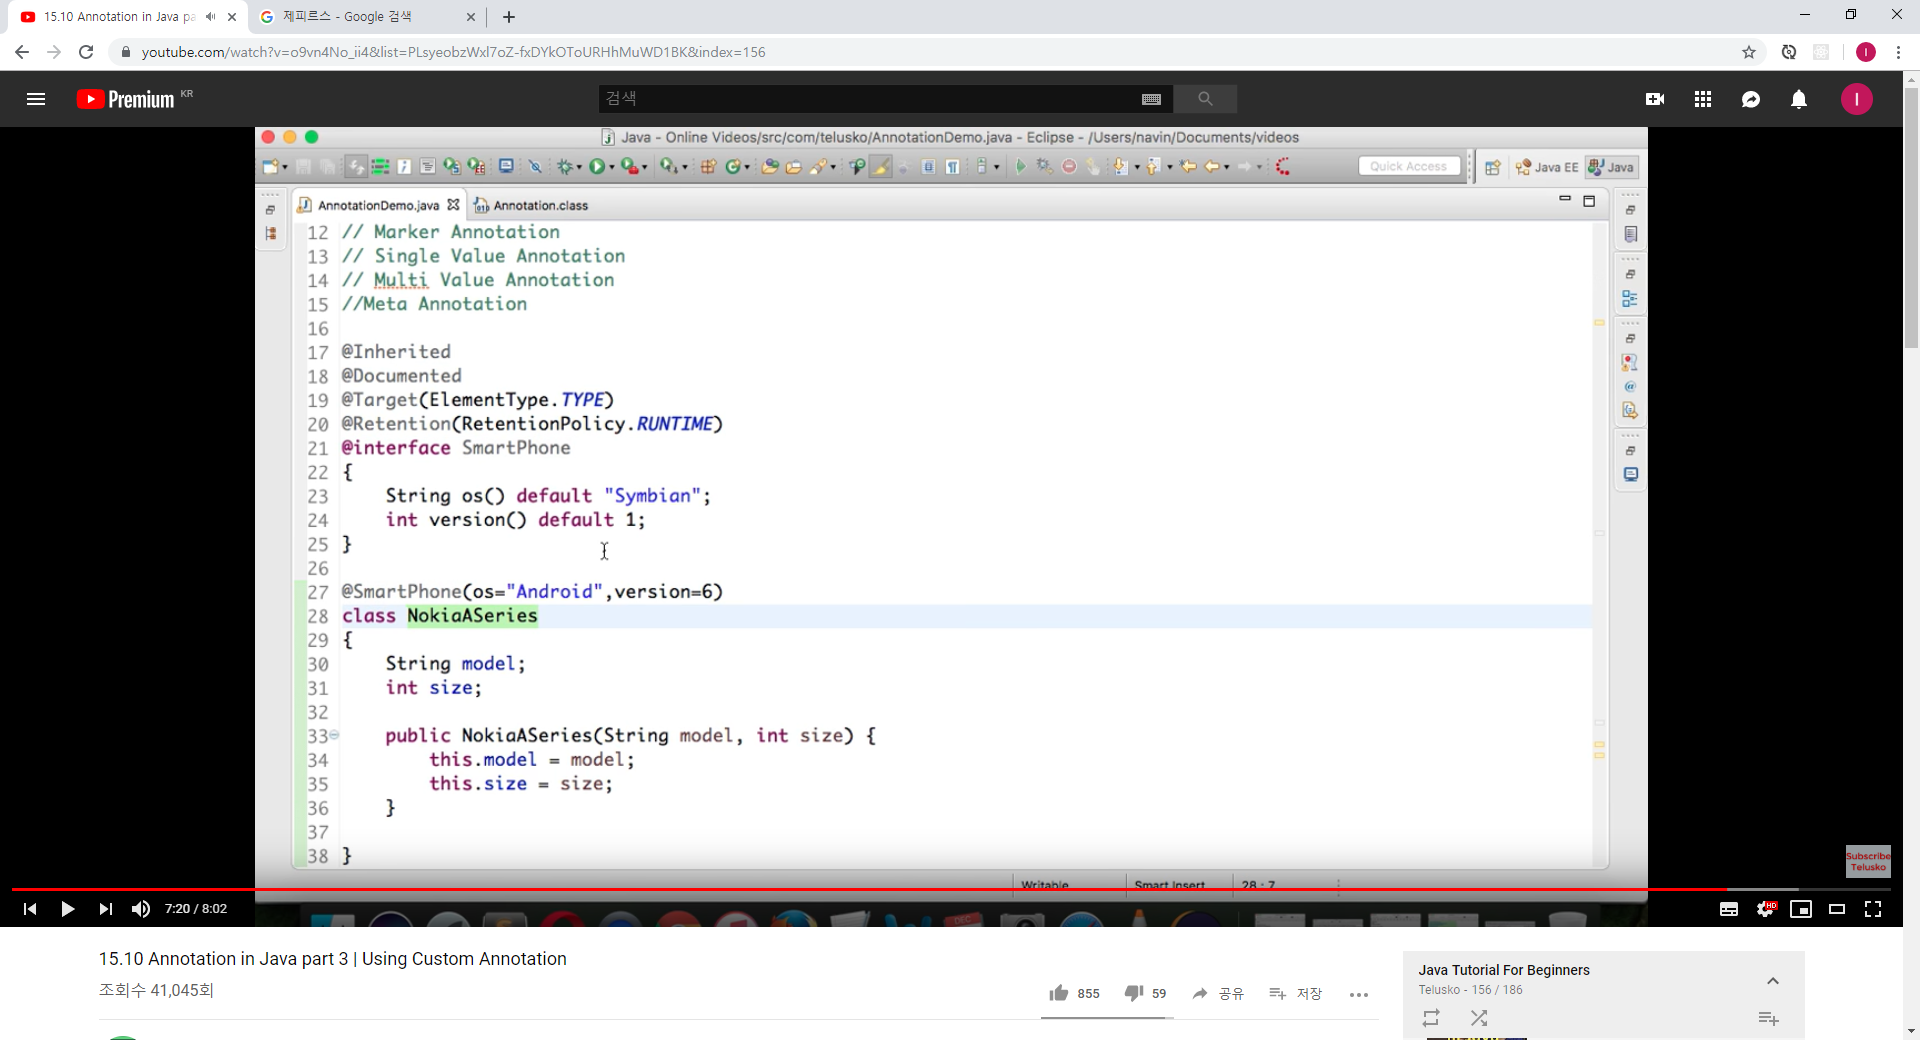 15.10 Annotation in Java pa
제피르스 - Google 검색
youtube.com/watch?v=o9vn4No_ii4&list=PLsyeobzWxl7oZ-fxDYkOToURHhMuWD1BK&index=156
Premium KR
검색
I
I
Java - Online Videos/src/com/telusko/AnnotationDemo.java - Eclipse - /Users/navin/Documents/videos
Quick Access
Java EE
Java
AnnotationDemo.java
Annotation.class
12 // Marker Annotation
13 // Single Value Annotation
14 // Multi Value Annotation
15 //Meta Annotation
16
17 @Inherited
18 @Documented
19 @Target(ElementType.TYPE)
20 @Retention(RetentionPolicy.RUNTIME)
21 @interface SmartPhone
22 {
23     String os() default "Symbian";
24     int version() default 1;
25 }
26
27 @SmartPhone(os="Android",version=6)
28 class NokiaASeries
29 {
30     String model;
31     int size;
32
33     public NokiaASeries(String model, int size) {
34         this.model = model;
35         this.size = size;
36     }
37
38 }
Subscribe
Telusko
Writable
Smart Insert
28 : 7
7:20 / 8:02
HD
DEC
15.10 Annotation in Java part 3 | Using Custom Annotation
조회수 41,045회
855
59
공유
저장
Java Tutorial For Beginners
Telusko - 156 / 186